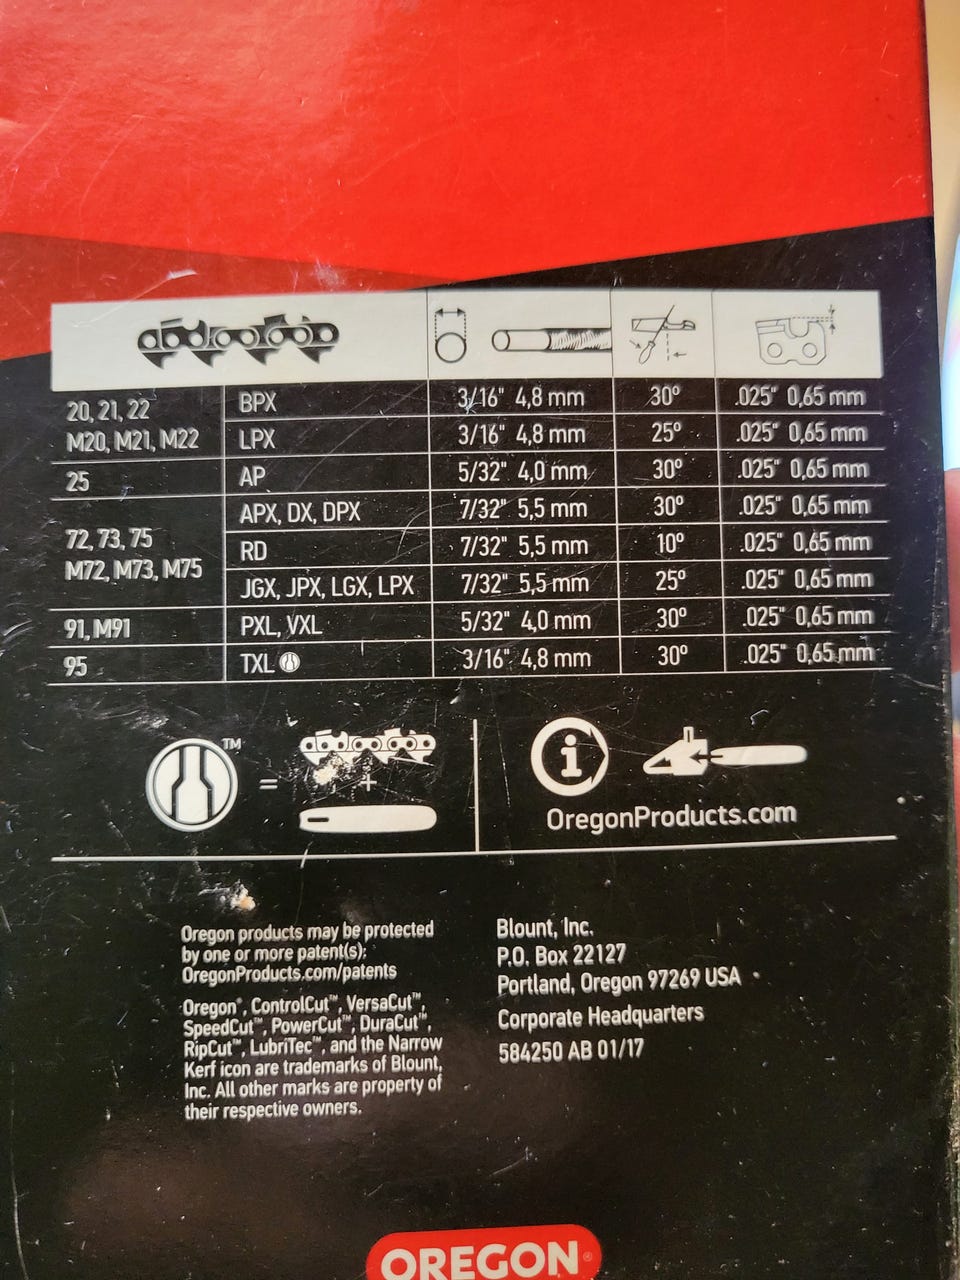 20, 21, 22
M20, M21, M22
BPX 3/16" 4,8 mm 30º .025" 0,65 mm
LPX 3/16" 4,8 mm 25º .025" 0,65 mm
25 AP 5/32" 4,0 mm 30º .025" 0,65 mm
72, 73, 75
M72, M73, M75
APX, DX, DPX 7/32" 5,5 mm 30º .025" 0,65 mm
RD 7/32" 5,5 mm 10º .025" 0,65 mm
JGX, JPX, LGX, LPX 7/32" 5,5 mm 25º .025" 0,65 mm
91, M91 PXL, VXL 5/32" 4,0 mm 30º .025" 0,65 mm
95 TXL 3/16" 4,8 mm 30º .025" 0,65 mm
™ = +
OregonProducts.com
Oregon products may be protected
by one or more patent(s):
OregonProducts.com/patents
Oregon®, ControlCut™, VersaCut™,
SpeedCut™, PowerCut™, DuraCut™,
RipCut™, LubriTec™, and the Narrow
Kerf icon are trademarks of Blount,
Inc. All other marks are property of
their respective owners.
Blount, Inc.
P.O. Box 22127
Portland, Oregon 97269 USA
Corporate Headquarters
584250 AB 01/17
OREGON®